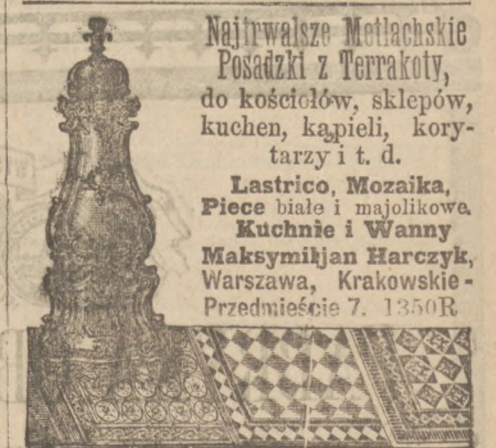 Najtrwalsze Metlachskie
Posadzki z Terrakoty,
do kościołów, sklepów,
kuchen, kąpieli, kory-
tarzy i t. d.
Lastrico, Mozaika,
Piece białe i majolikowe.
Kuchnie i Wanny
Maksymiljan Harczyk,
Warszawa, Krakowskie-
Przedmieście 7. 1350R